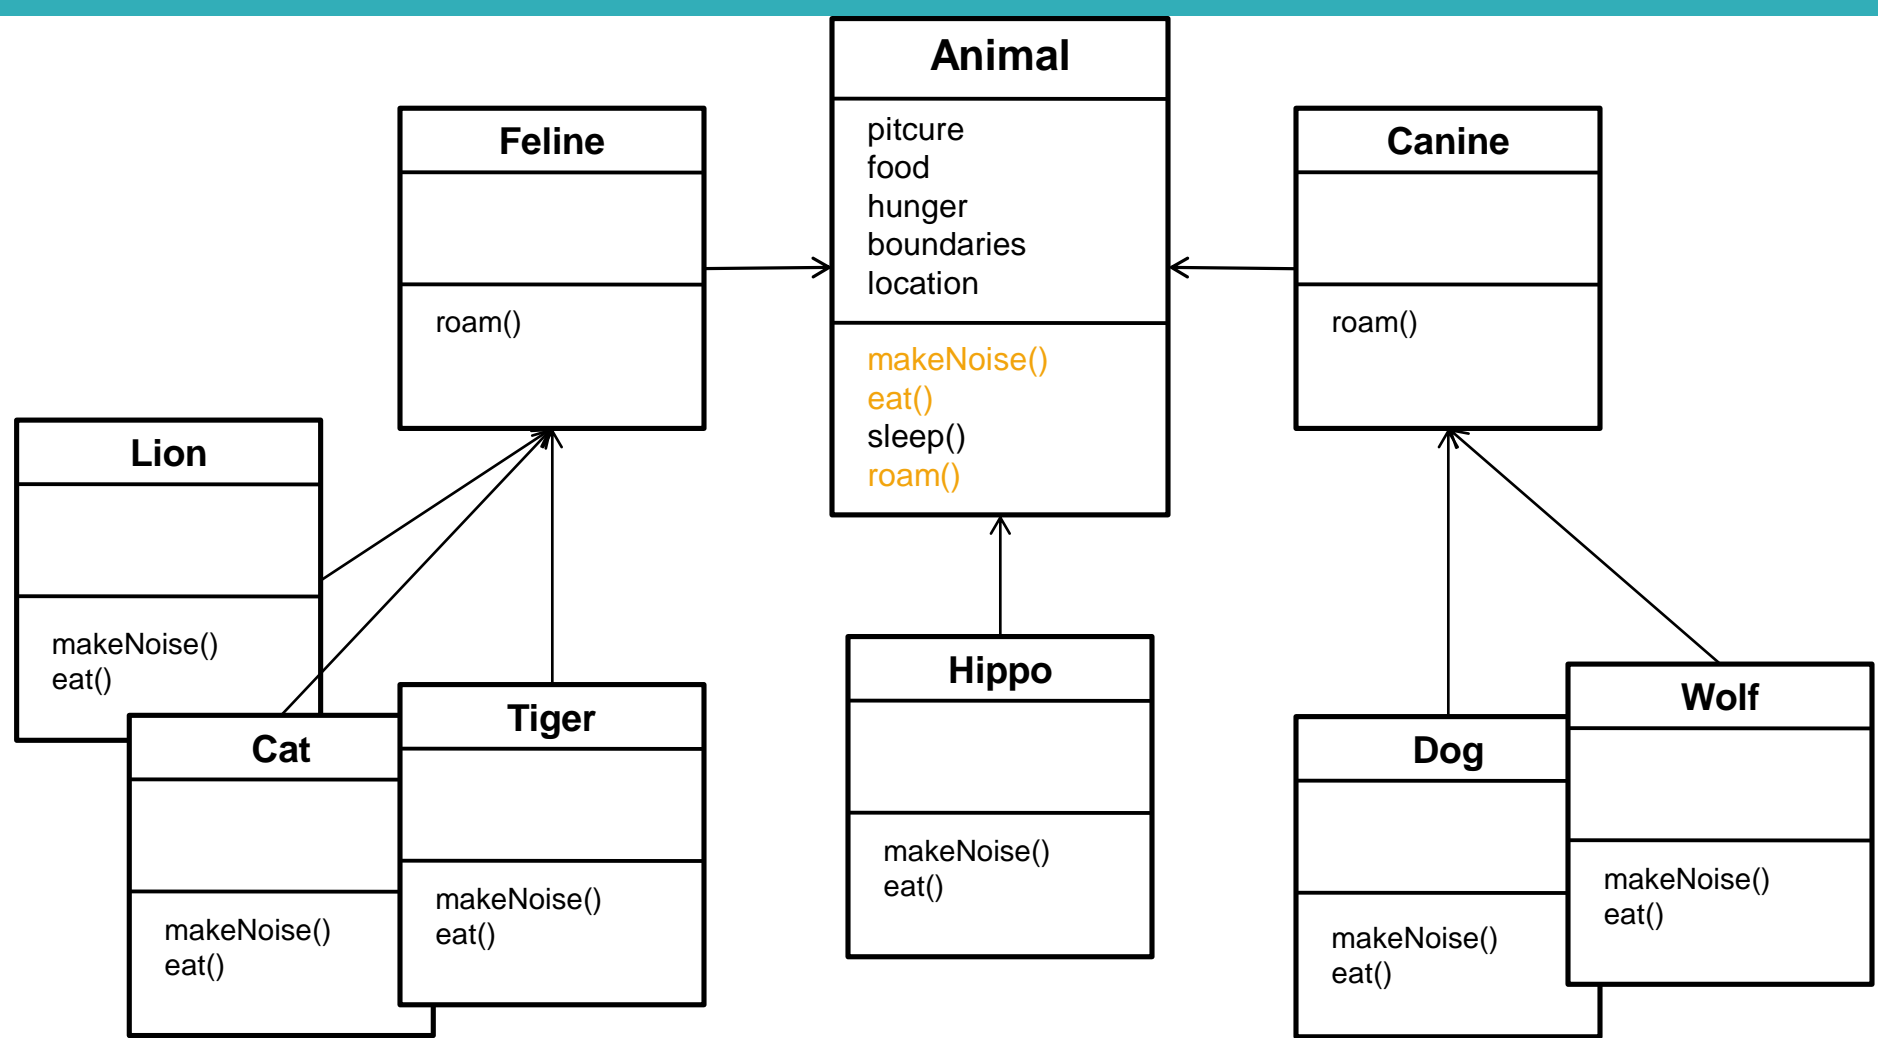 Animal
pitcure
food
hunger
boundaries
location
makeNoise()
eat()
sleep()
roam()
Feline
roam()
Canine
roam()
Lion
makeNoise()
eat()
Cat
makeNoise()
eat()
Tiger
makeNoise()
eat()
Hippo
makeNoise()
eat()
Dog
makeNoise()
eat()
Wolf
makeNoise()
eat()